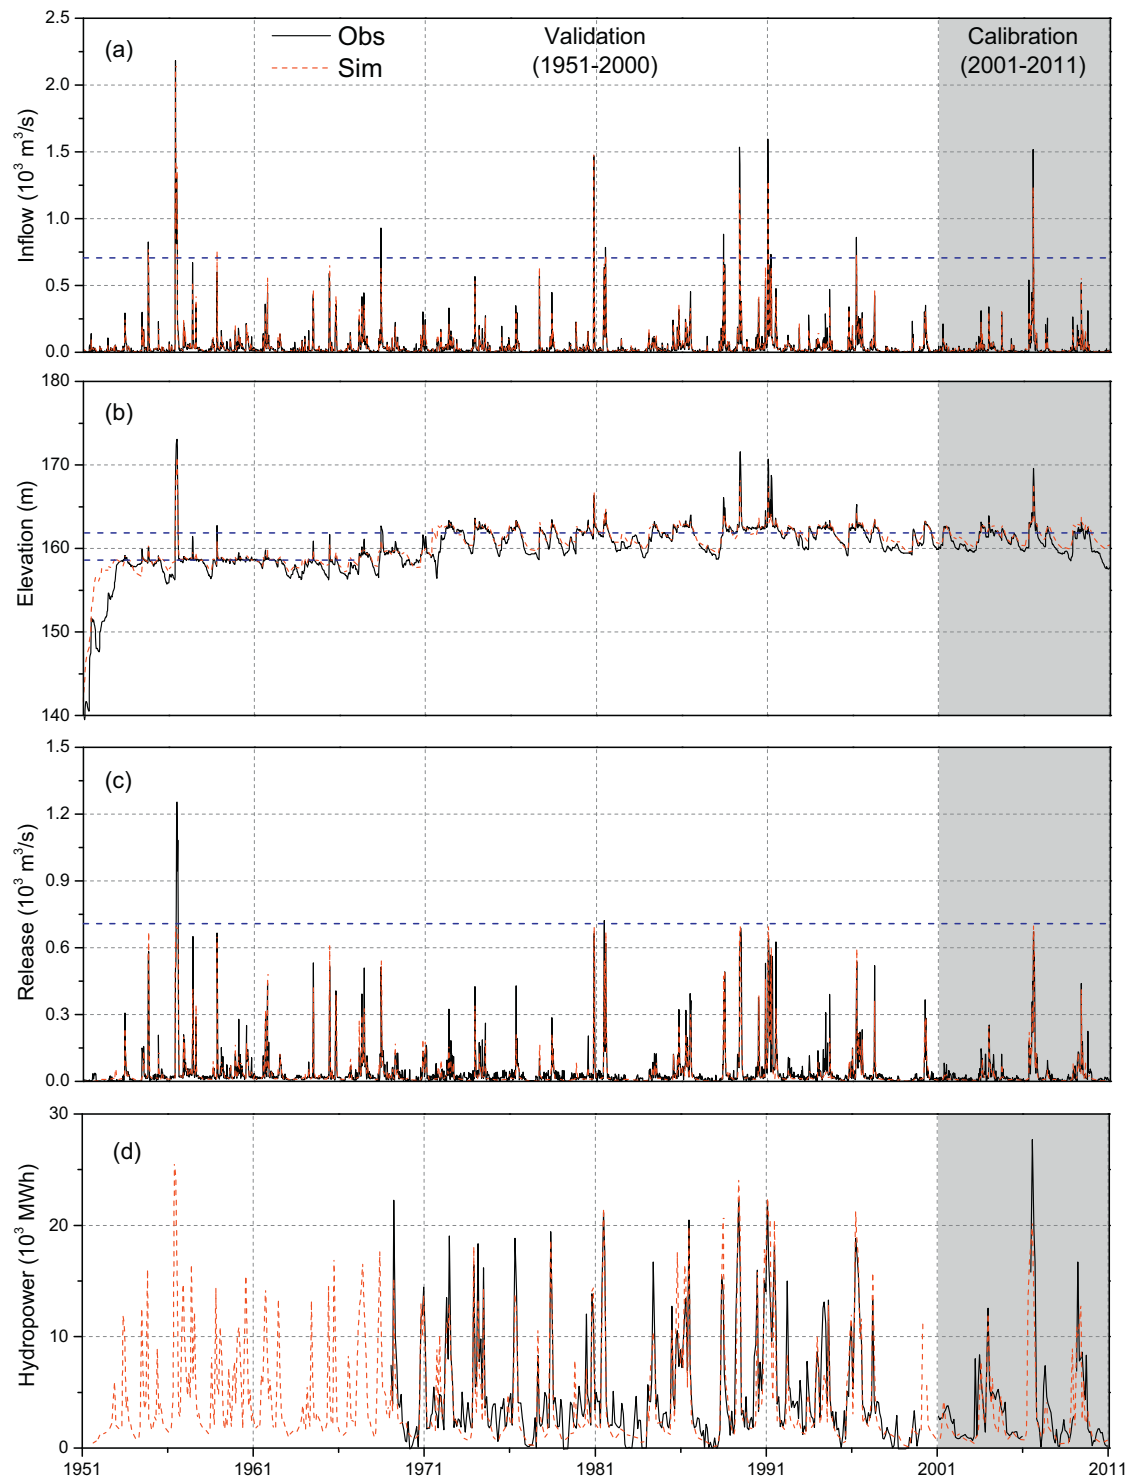 (a)
Obs
Sim
Validation
(1951-2000)
Calibration
(2001-2011)
Inflow (10³ m³/s)
2.5
2.0
1.5
1.0
0.5
0.0
(b)
Elevation (m)
180
170
160
150
140
(c)
Release (10³ m³/s)
1.5
1.2
0.9
0.6
0.3
0.0
(d)
Hydropower (10³ MWh)
30
20
10
0
1951
1961
1971
1981
1991
2001
2011